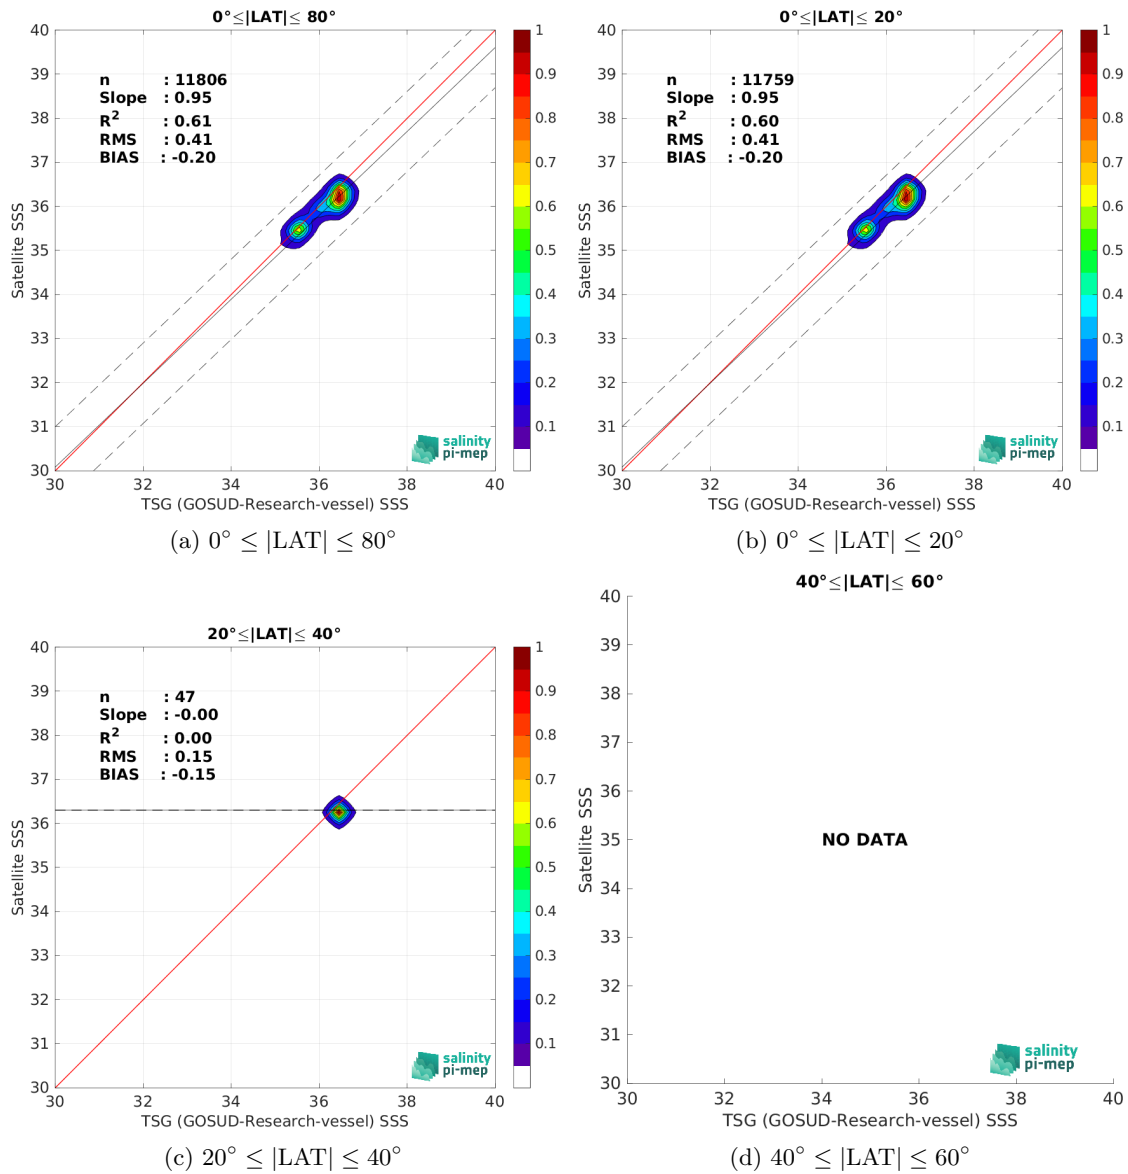 0°≤|LAT|≤ 80°
40
39
38
37
36
35
34
33
32
31
30
Satellite SSS
n : 11806
Slope : 0.95
R² : 0.61
RMS : 0.41
BIAS : -0.20
salinity
pi-mep
30 32 34 36 38 40
TSG (GOSUD-Research-vessel) SSS
1
0.9
0.8
0.7
0.6
0.5
0.4
0.3
0.2
0.1
(a) 0° ≤ |LAT| ≤ 80°
0°≤|LAT|≤ 20°
40
39
38
37
36
35
34
33
32
31
30
Satellite SSS
n : 11759
Slope : 0.95
R² : 0.60
RMS : 0.41
BIAS : -0.20
salinity
pi-mep
30 32 34 36 38 40
TSG (GOSUD-Research-vessel) SSS
1
0.9
0.8
0.7
0.6
0.5
0.4
0.3
0.2
0.1
(b) 0° ≤ |LAT| ≤ 20°
20°≤|LAT|≤ 40°
40
39
38
37
36
35
34
33
32
31
30
Satellite SSS
n : 47
Slope : -0.00
R² : 0.00
RMS : 0.15
BIAS : -0.15
salinity
pi-mep
30 32 34 36 38 40
TSG (GOSUD-Research-vessel) SSS
1
0.9
0.8
0.7
0.6
0.5
0.4
0.3
0.2
0.1
(c) 20° ≤ |LAT| ≤ 40°
40°≤|LAT|≤ 60°
40
39
38
37
36
35
34
33
32
31
30
Satellite SSS
NO DATA
salinity
pi-mep
30 32 34 36 38 40
TSG (GOSUD-Research-vessel) SSS
(d) 40° ≤ |LAT| ≤ 60°